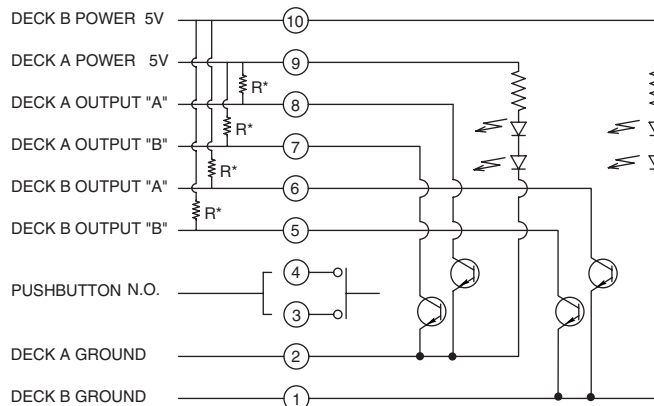 DECK B POWER 5V 10
DECK A POWER 5V 9
R*
DECK A OUTPUT "A" 8
R*
DECK A OUTPUT "B" 7
R*
DECK B OUTPUT "A" 6
R*
DECK B OUTPUT "B" 5
4
PUSHBUTTON N.O.
3
DECK A GROUND 2
DECK B GROUND 1